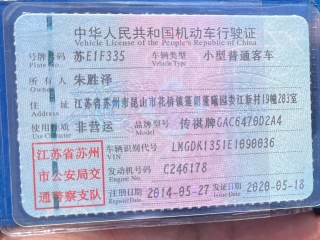 中华人民共和国机动车行驶证
Vehicle License of the People's Republic of China
号牌号码 苏E1F335 车辆类型 小型普通客车
Plate No. Vehicle Type
所有人 朱胜泽
Owner
住址 江苏省苏州市昆山市花桥镇蓬朗蓬曦园娄江新村19幢203室
Address
使用性质 非营运 品牌型号 传祺牌GAC6470D2A4
Use Character Model
江苏省苏州 车辆识别代号 LMGDK1351E1090036
VIN
市公安局交 发动机号码 C246178
Engine No.
通警察支队 注册日期 2014-05-27 发证日期 2020-05-18
Register Date Issue Date